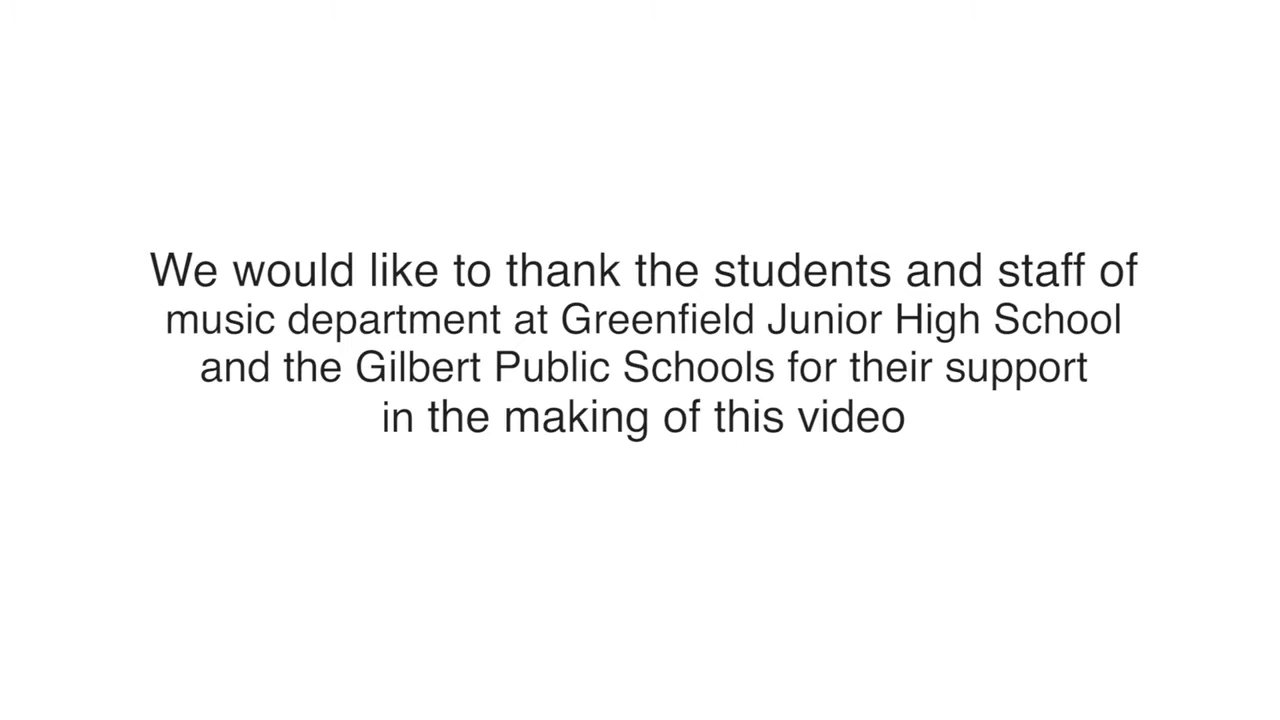 We would like to thank the students and staff of
music department at Greenfield Junior High School
and the Gilbert Public Schools for their support
in the making of this video